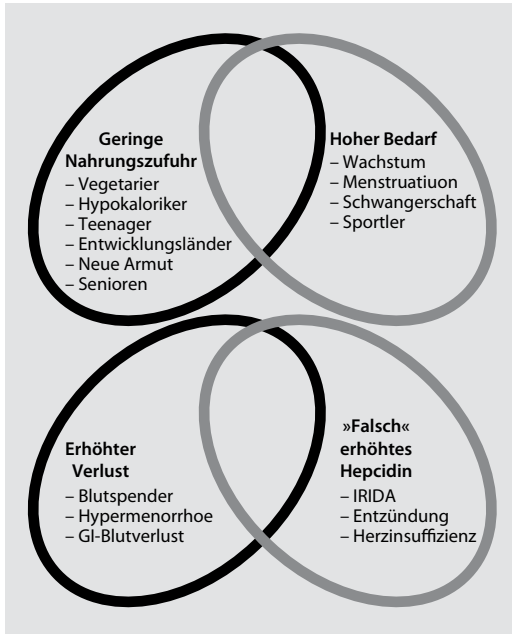 Geringe
Nahrungszufuhr
– Vegetarier
– Hypokaloriker
– Teenager
– Entwicklungsländer
– Neue Armut
– Senioren
Hoher Bedarf
– Wachstum
– Menstruatiuon
– Schwangerschaft
– Sportler
Erhöhter
Verlust
– Blutspender
– Hypermenorrhoe
– GI-Blutverlust
»Falsch«
erhöhtes
Hepcidin
– IRIDA
– Entzündung
– Herzinsuffizienz